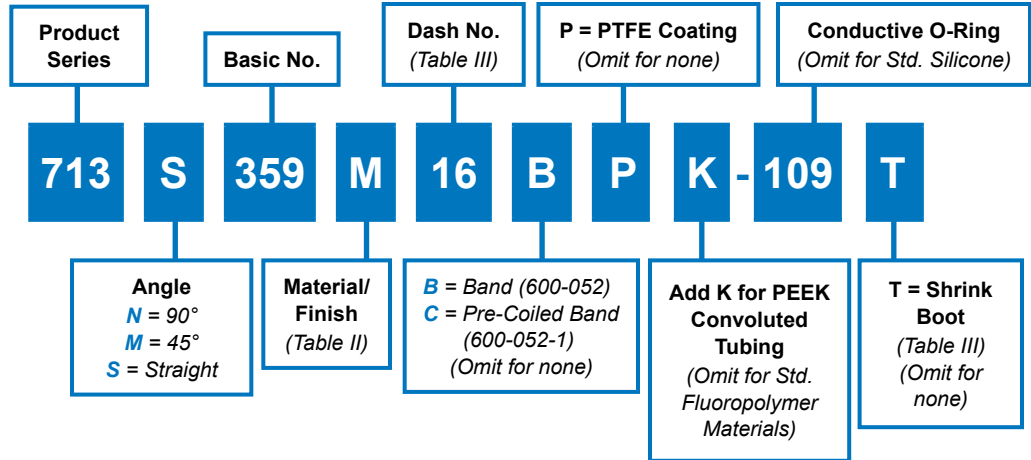 Product
Series
Basic No.
Dash No.
(Table III)
P = PTFE Coating
(Omit for none)
Conductive O-Ring
(Omit for Std. Silicone)
713 S 359 M 16 B P K - 109 T
Angle
N = 90°
M = 45°
S = Straight
Material/
Finish
(Table II)
B = Band (600-052)
C = Pre-Coiled Band
(600-052-1)
(Omit for none)
Add K for PEEK
Convoluted
Tubing
(Omit for Std.
Fluoropolymer
Materials)
T = Shrink
Boot
(Table III)
(Omit for
none)